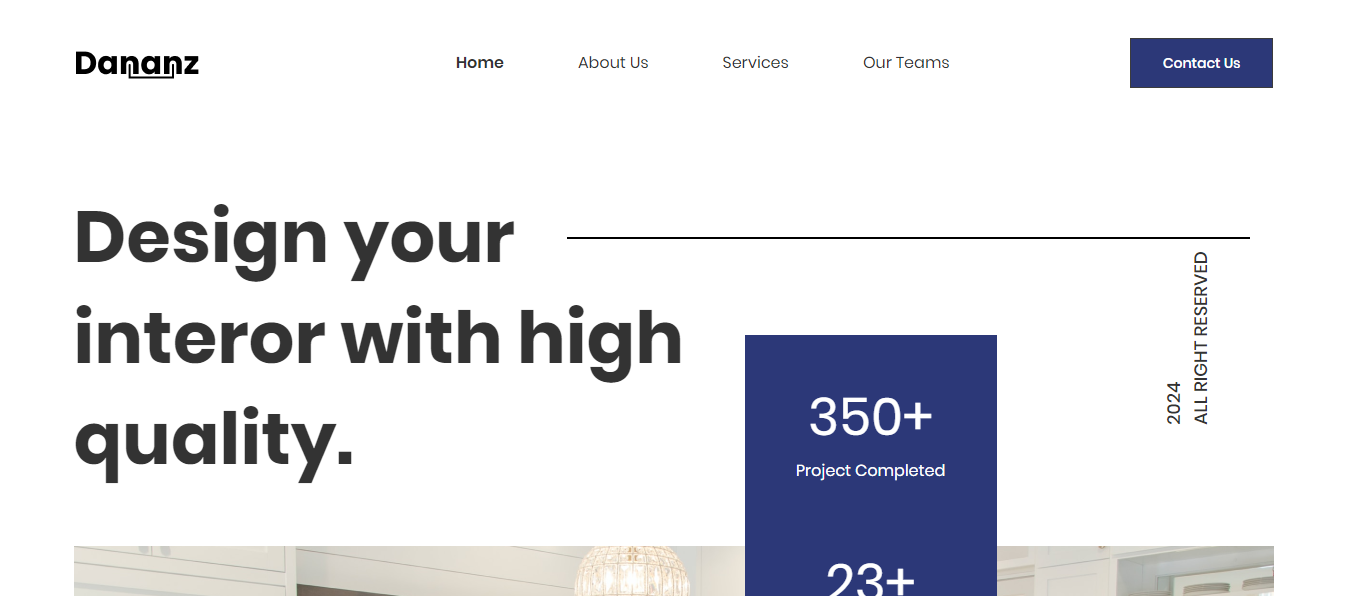 Dananz
Home
About Us
Services
Our Teams
Contact Us
Design your
interor with high
quality.
2024
ALL RIGHT RESERVED
350+
Project Completed
23+